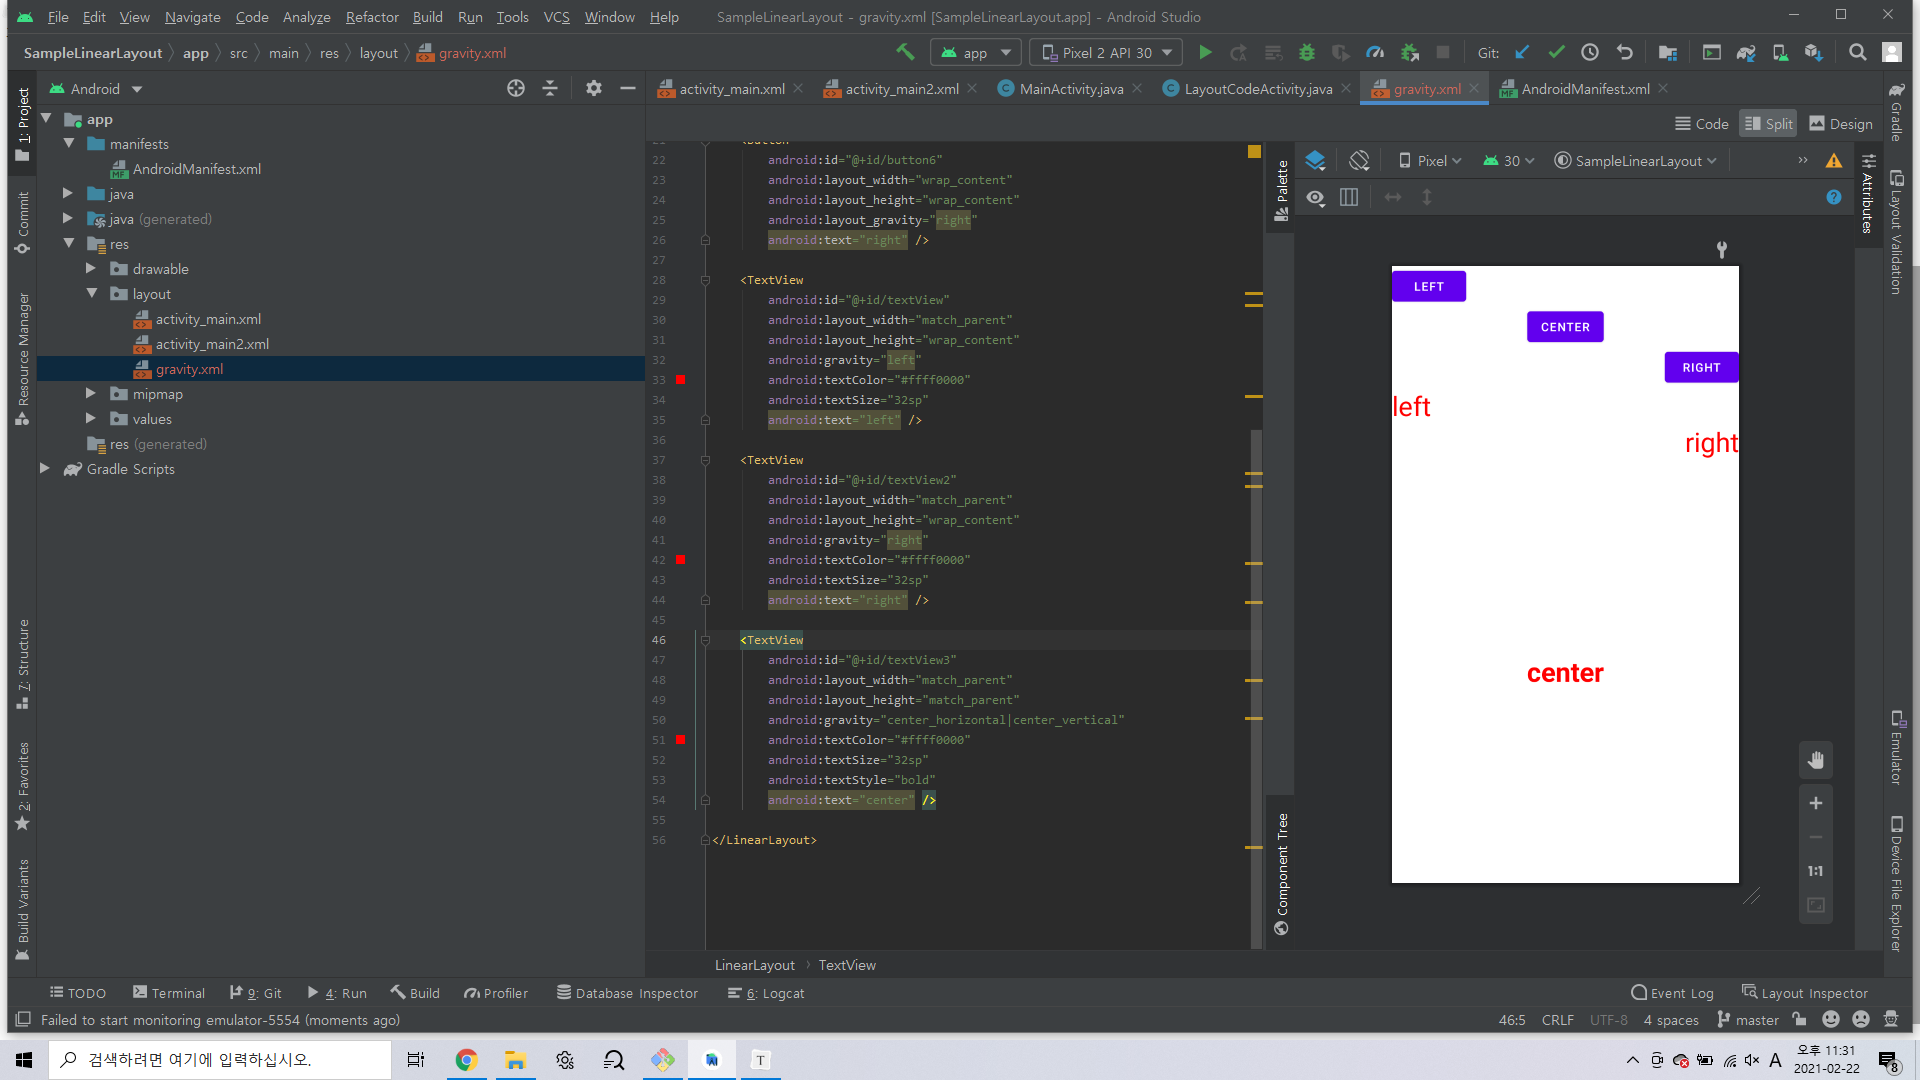 File Edit View Navigate Code Analyze Refactor Build Run Tools VCS Window Help SampleLinearLayout - gravity.xml [SampleLinearLayout.app] - Android Studio
SampleLinearLayout app src main res layout gravity.xml app Pixel 2 API 30 Git:
Android
activity_main.xml activity_main2.xml MainActivity.java LayoutCodeActivity.java gravity.xml AndroidManifest.xml
Code Split Design
1: Project
Commit
Resource Manager
7: Structure
2: Favorites
Build Variants
app
manifests
AndroidManifest.xml
java
java (generated)
res
drawable
layout
activity_main.xml
activity_main2.xml
gravity.xml
mipmap
values
res (generated)
Gradle Scripts
22 android:id="@+id/button6"
23 android:layout_width="wrap_content"
24 android:layout_height="wrap_content"
25 android:layout_gravity="right"
26 android:text="right" />
27
28 <TextView
29 android:id="@+id/textView"
30 android:layout_width="match_parent"
31 android:layout_height="wrap_content"
32 android:gravity="left"
33 android:textColor="#ffff0000"
34 android:textSize="32sp"
35 android:text="left" />
36
37 <TextView
38 android:id="@+id/textView2"
39 android:layout_width="match_parent"
40 android:layout_height="wrap_content"
41 android:gravity="right"
42 android:textColor="#ffff0000"
43 android:textSize="32sp"
44 android:text="right" />
45
46 <TextView
47 android:id="@+id/textView3"
48 android:layout_width="match_parent"
49 android:layout_height="match_parent"
50 android:gravity="center_horizontal|center_vertical"
51 android:textColor="#ffff0000"
52 android:textSize="32sp"
53 android:textStyle="bold"
54 android:text="center" />
55
56 </LinearLayout>
LinearLayout TextView
Palette
Component Tree
Pixel 30 SampleLinearLayout
LEFT
CENTER
RIGHT
left
right
center
1:1
Attributes
Gradle
Layout Validation
Emulator
Device File Explorer
TODO Terminal 9: Git 4: Run Build Profiler Database Inspector 6: Logcat Event Log Layout Inspector
Failed to start monitoring emulator-5554 (moments ago) 46:5 CRLF UTF-8 4 spaces master
검색하려면 여기에 입력하십시오.
T
A
오후 11:31
2021-02-22
8